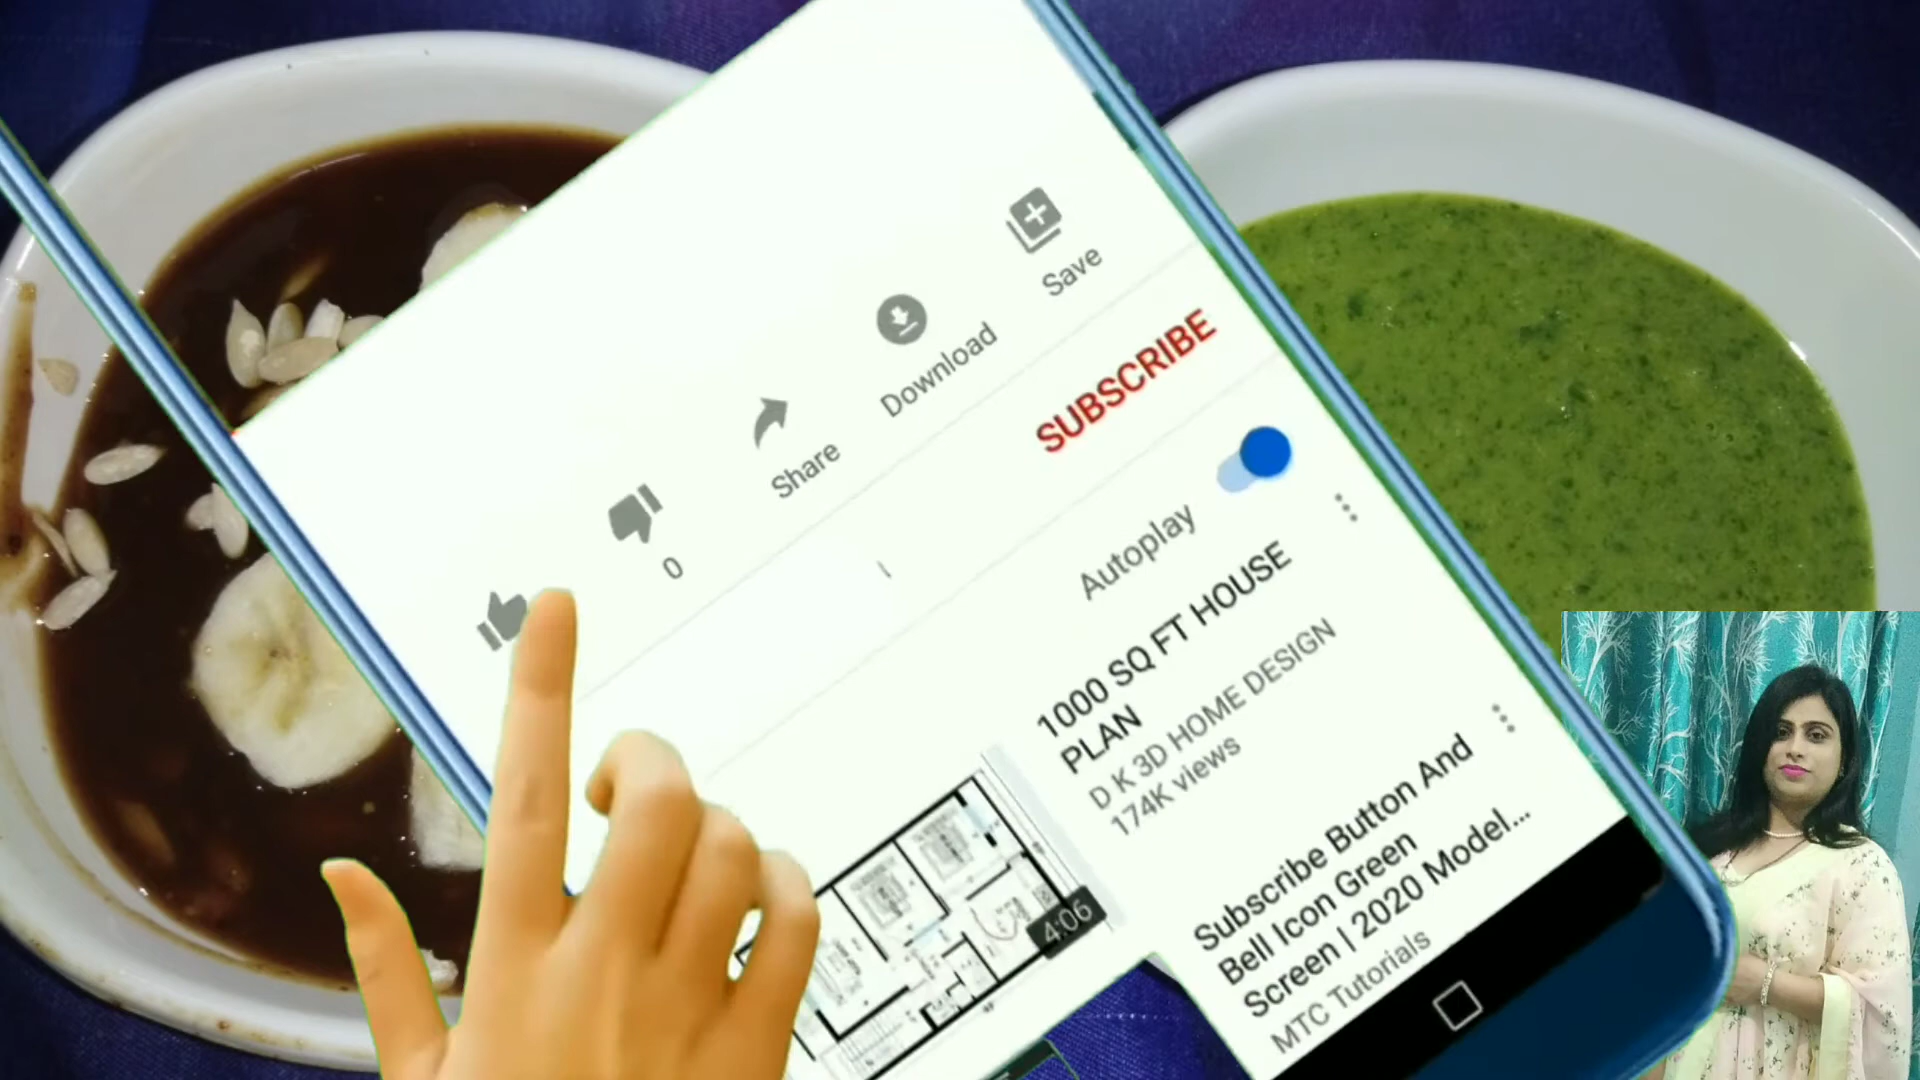 Save
Download
Share
0
SUBSCRIBE
Autoplay
1000 SQ FT HOUSE
PLAN
D K 3D HOME DESIGN
174K views
4:06
Subscribe Button And
Bell Icon Green
Screen | 2020 Model...
MTC Tutorials